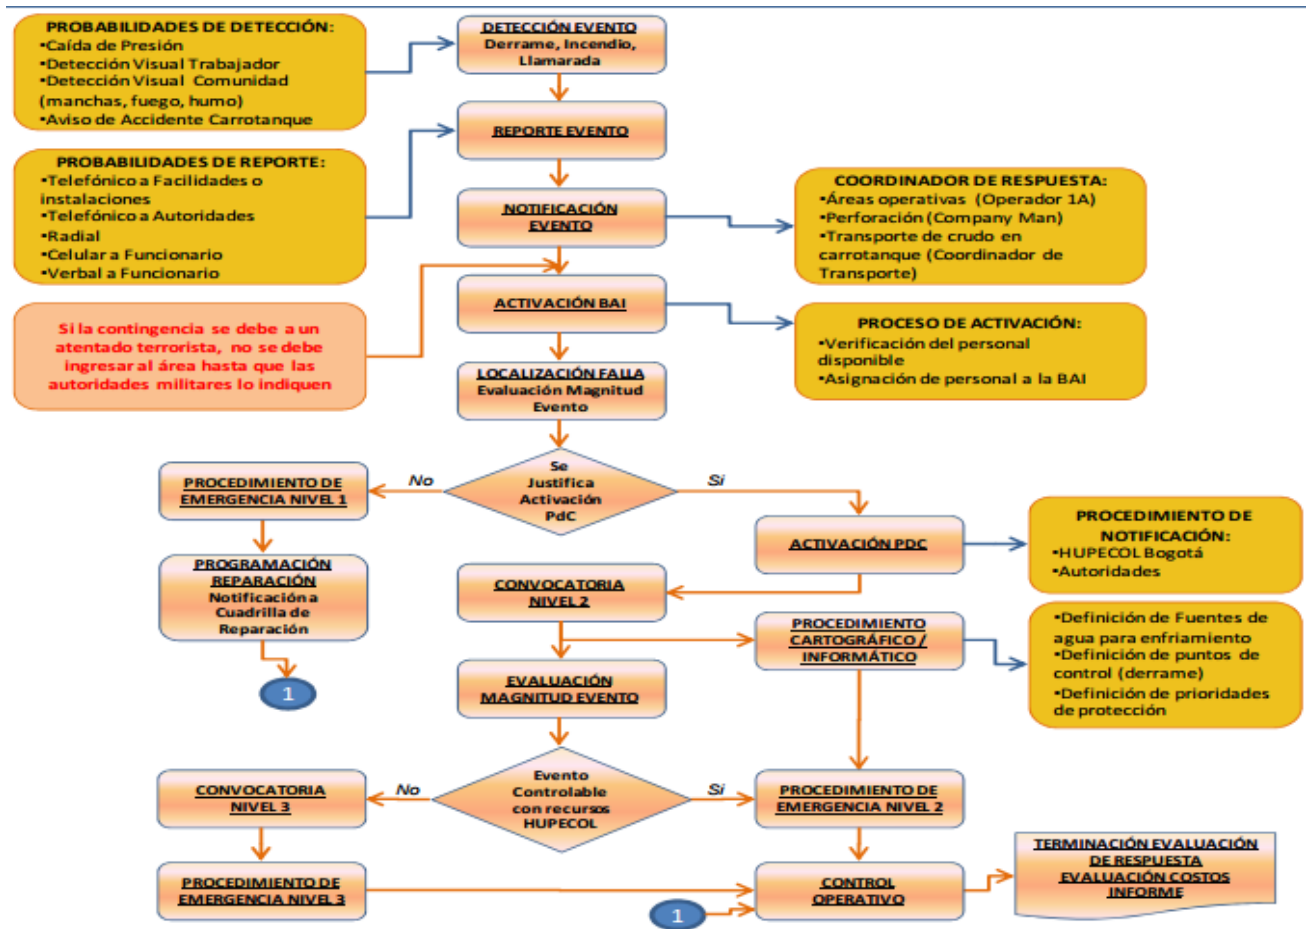 PROBABILIDADES DE DETECCIÓN:
•Caída de Presión
•Detección Visual Trabajador
•Detección Visual Comunidad
(manchas, fuego, humo)
•Aviso de Accidente Carrotanque
DETECCIÓN EVENTO
Derrame, Incendio,
Llamarada
REPORTE EVENTO
PROBABILIDADES DE REPORTE:
•Telefónico a Facilidades o
instalaciones
•Telefónico a Autoridades
•Radial
•Celular a Funcionario
•Verbal a Funcionario
NOTIFICACIÓN
EVENTO
COORDINADOR DE RESPUESTA:
•Áreas operativas (Operador 1A)
•Perforación (Company Man)
•Transporte de crudo en
carrotanque (Coordinador de
Transporte)
Si la contingencia se debe a un
atentado terrorista, no se debe
ingresar al área hasta que las
autoridades militares lo indiquen
ACTIVACIÓN BAI
PROCESO DE ACTIVACIÓN:
•Verificación del personal
disponible
•Asignación de personal a la BAI
LOCALIZACIÓN FALLA
Evaluación Magnitud
Evento
Se
Justifica
Activación
PdC
No
Si
PROCEDIMIENTO DE
EMERGENCIA NIVEL 1
PROGRAMACIÓN
REPARACIÓN
Notificación a
Cuadrilla de
Reparación
1
ACTIVACIÓN PDC
PROCEDIMIENTO DE
NOTIFICACIÓN:
•HUPECOL Bogotá
•Autoridades
CONVOCATORIA
NIVEL 2
PROCEDIMIENTO
CARTOGRÁFICO /
INFORMÁTICO
•Definición de Fuentes de
agua para enfriamiento
•Definición de puntos de
control (derrame)
•Definición de prioridades
de protección
EVALUACIÓN
MAGNITUD EVENTO
Evento
Controlable
con recursos
HUPECOL
No
Si
CONVOCATORIA
NIVEL 3
PROCEDIMIENTO DE
EMERGENCIA NIVEL 2
PROCEDIMIENTO DE
EMERGENCIA NIVEL 3
1
CONTROL
OPERATIVO
TERMINACIÓN EVALUACIÓN
DE RESPUESTA
EVALUACIÓN COSTOS
INFORME